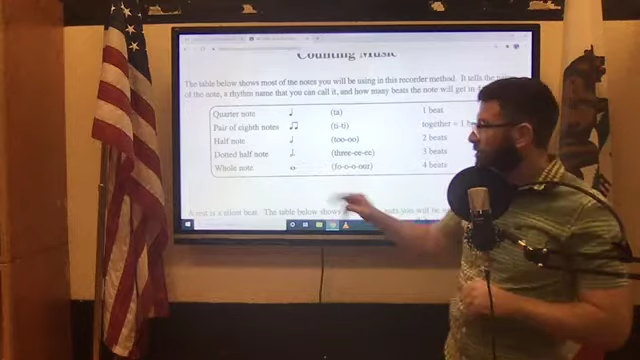 Counting Music
The table below shows most of the notes you will be using in this recorder method. It tells the
of the note, a rhythm name that you can call it, and how many beats the note will get in
Quarter note (ta) 1 beat
Pair of eighth notes (ti-ti) together = 1
Half note (too-oo) 2 beats
Dotted half note (three-ee-ee) 3 beats
Whole note (fo-o-o-our) 4 beats
A rest is a silent beat. The table below shows you will be